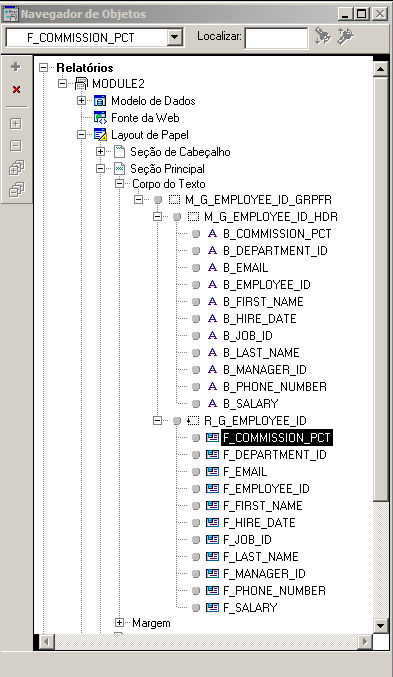 Navegador de Objetos
F_COMMISSION_PCT Localizar:
Relatórios
MODULE2
Modelo de Dados
Fonte da Web
Layout de Papel
Seção de Cabeçalho
Seção Principal
Corpo do Texto
M_G_EMPLOYEE_ID_GRPFR
M_G_EMPLOYEE_ID_HDR
A B_COMMISSION_PCT
A B_DEPARTMENT_ID
A B_EMAIL
A B_EMPLOYEE_ID
A B_FIRST_NAME
A B_HIRE_DATE
A B_JOB_ID
A B_LAST_NAME
A B_MANAGER_ID
A B_PHONE_NUMBER
A B_SALARY
R_G_EMPLOYEE_ID
F_COMMISSION_PCT
F_DEPARTMENT_ID
F_EMAIL
F_EMPLOYEE_ID
F_FIRST_NAME
F_HIRE_DATE
F_JOB_ID
F_LAST_NAME
F_MANAGER_ID
F_PHONE_NUMBER
F_SALARY
Margem